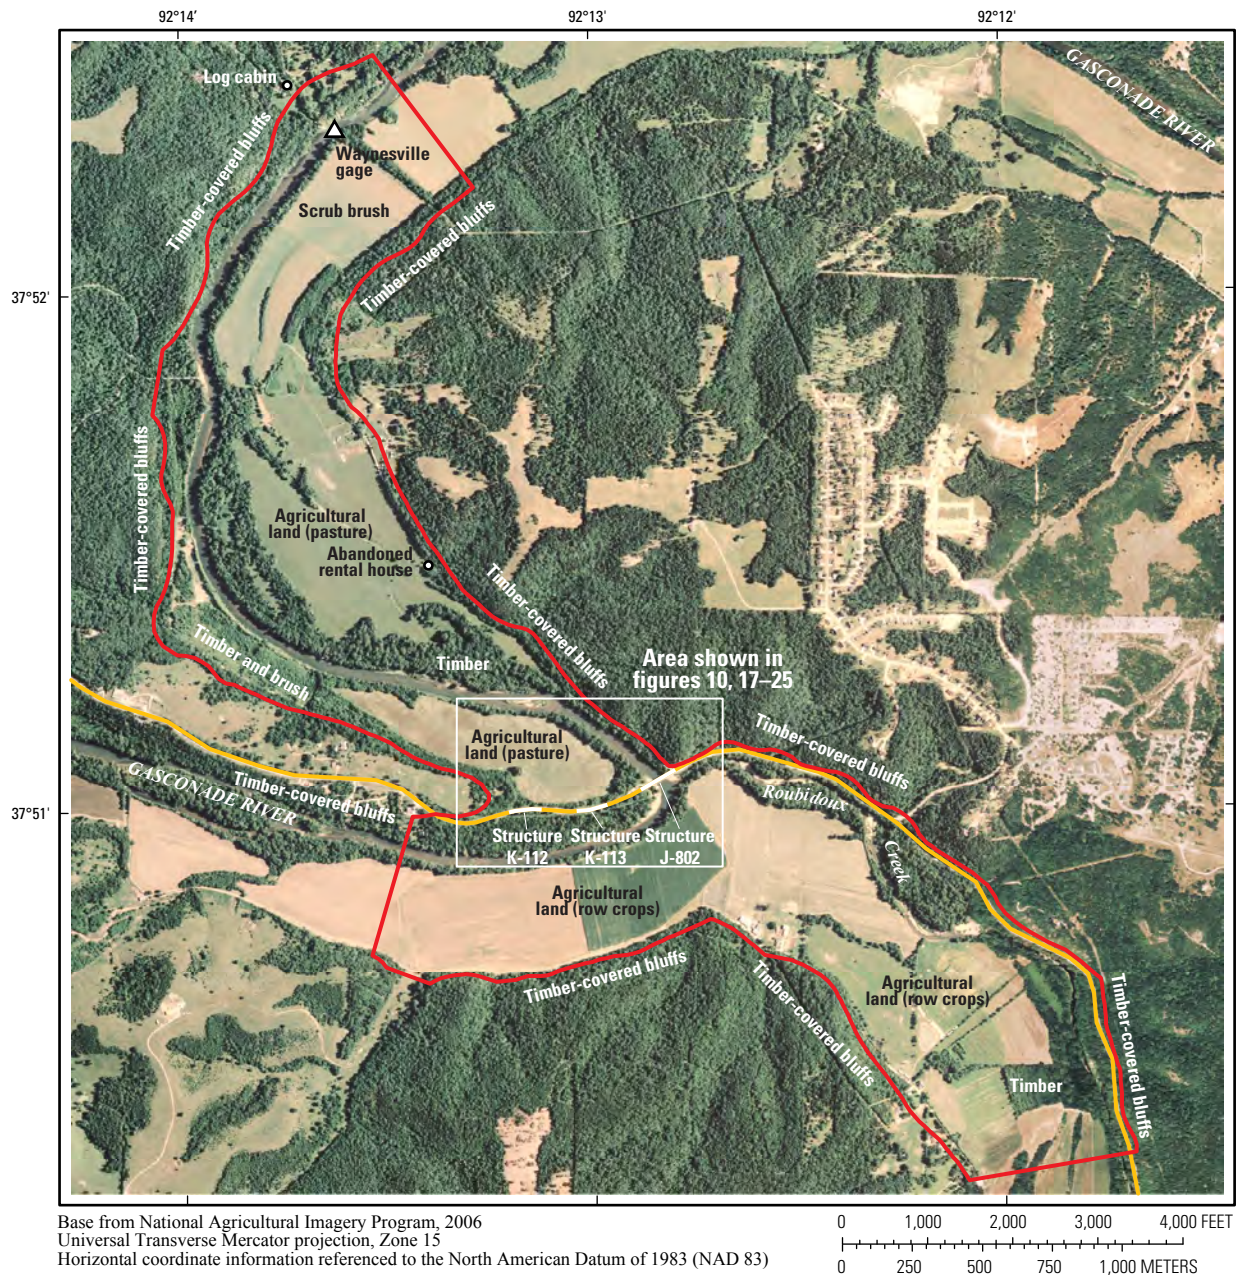 92°14'
92°13'
92°12'
Log cabin
GASCONADE RIVER
Timber-covered bluffs
Waynesville
gage
Scrub brush
Timber-covered bluffs
37°52'
Timber-covered bluffs
Agricultural
land (pasture)
Abandoned
rental house
Timber-covered bluffs
Timber and brush
Timber
Area shown in
figures 10, 17–25
Agricultural
land (pasture)
Timber-covered bluffs
GASCONADE RIVER
Timber-covered bluffs
Roubidoux
Creek
37°51'
Structure
K-112
Structure
K-113
Structure
J-802
Agricultural
land (row crops)
Timber-covered bluffs
Timber-covered bluffs
Agricultural
land (row crops)
Timber-covered bluffs
Timber
Base from National Agricultural Imagery Program, 2006
Universal Transverse Mercator projection, Zone 15
Horizontal coordinate information referenced to the North American Datum of 1983 (NAD 83)
0 1,000 2,000 3,000 4,000 FEET
0 250 500 750 1,000 METERS